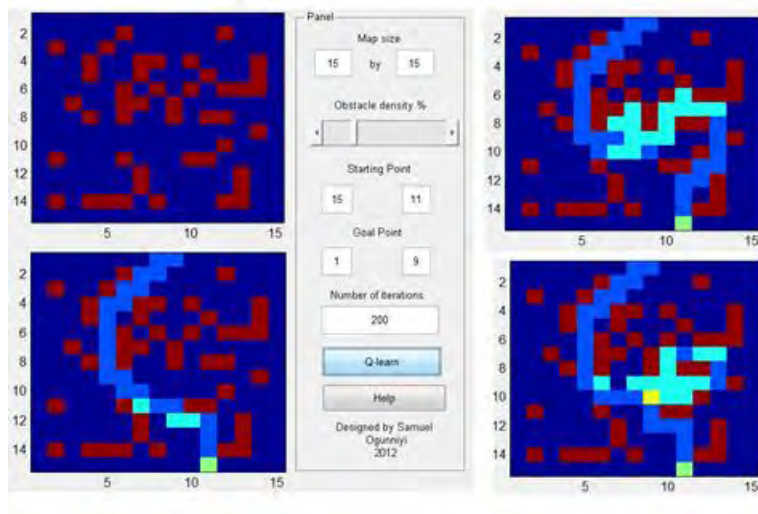 2
4
6
8
10
12
14
5 10 15
2
4
6
8
10
12
14
5 10 15
Panel
Map size
15 by 15
Obstacle density %
Starting Point
15 11
Goal Point
1 9
Number of iterations
200
Q-learn
Help
Designed by Samuel
Ogunniyi
2012
2
4
6
8
10
12
14
5 10 15
2
4
6
8
10
12
14
5 10 15